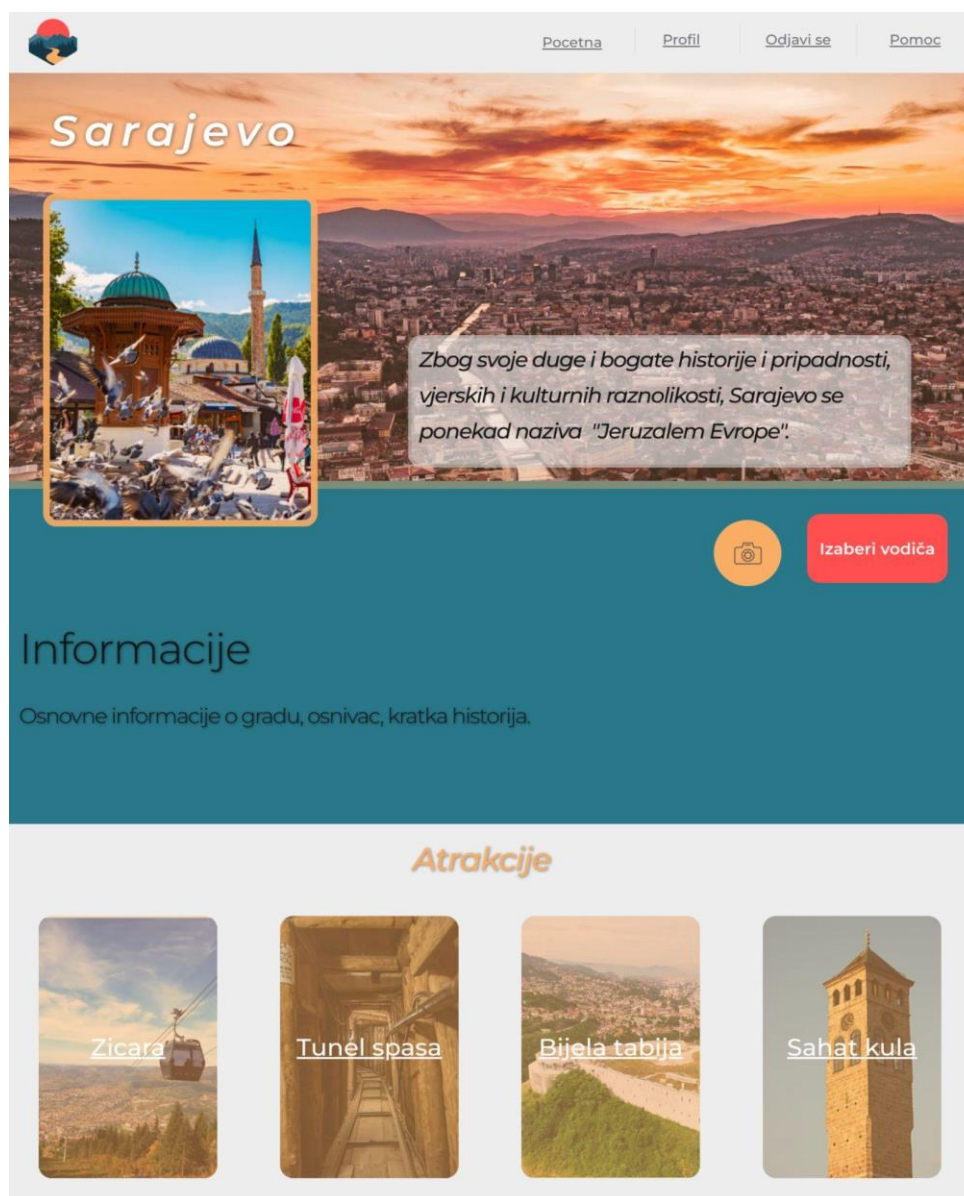 Pocetna
Profil
Odjavi se
Pomoc
Sarajevo
Zbog svoje duge i bogate historije i pripadnosti,
vjerskih i kulturnih raznolikosti, Sarajevo se
ponekad naziva "Jeruzalem Evrope".
Izaberi vodiča
Informacije
Osnovne informacije o gradu, osnivac, kratka historija.
Atrakcije
Zicara
Tunel spasa
Bijela tabija
Sahat kula